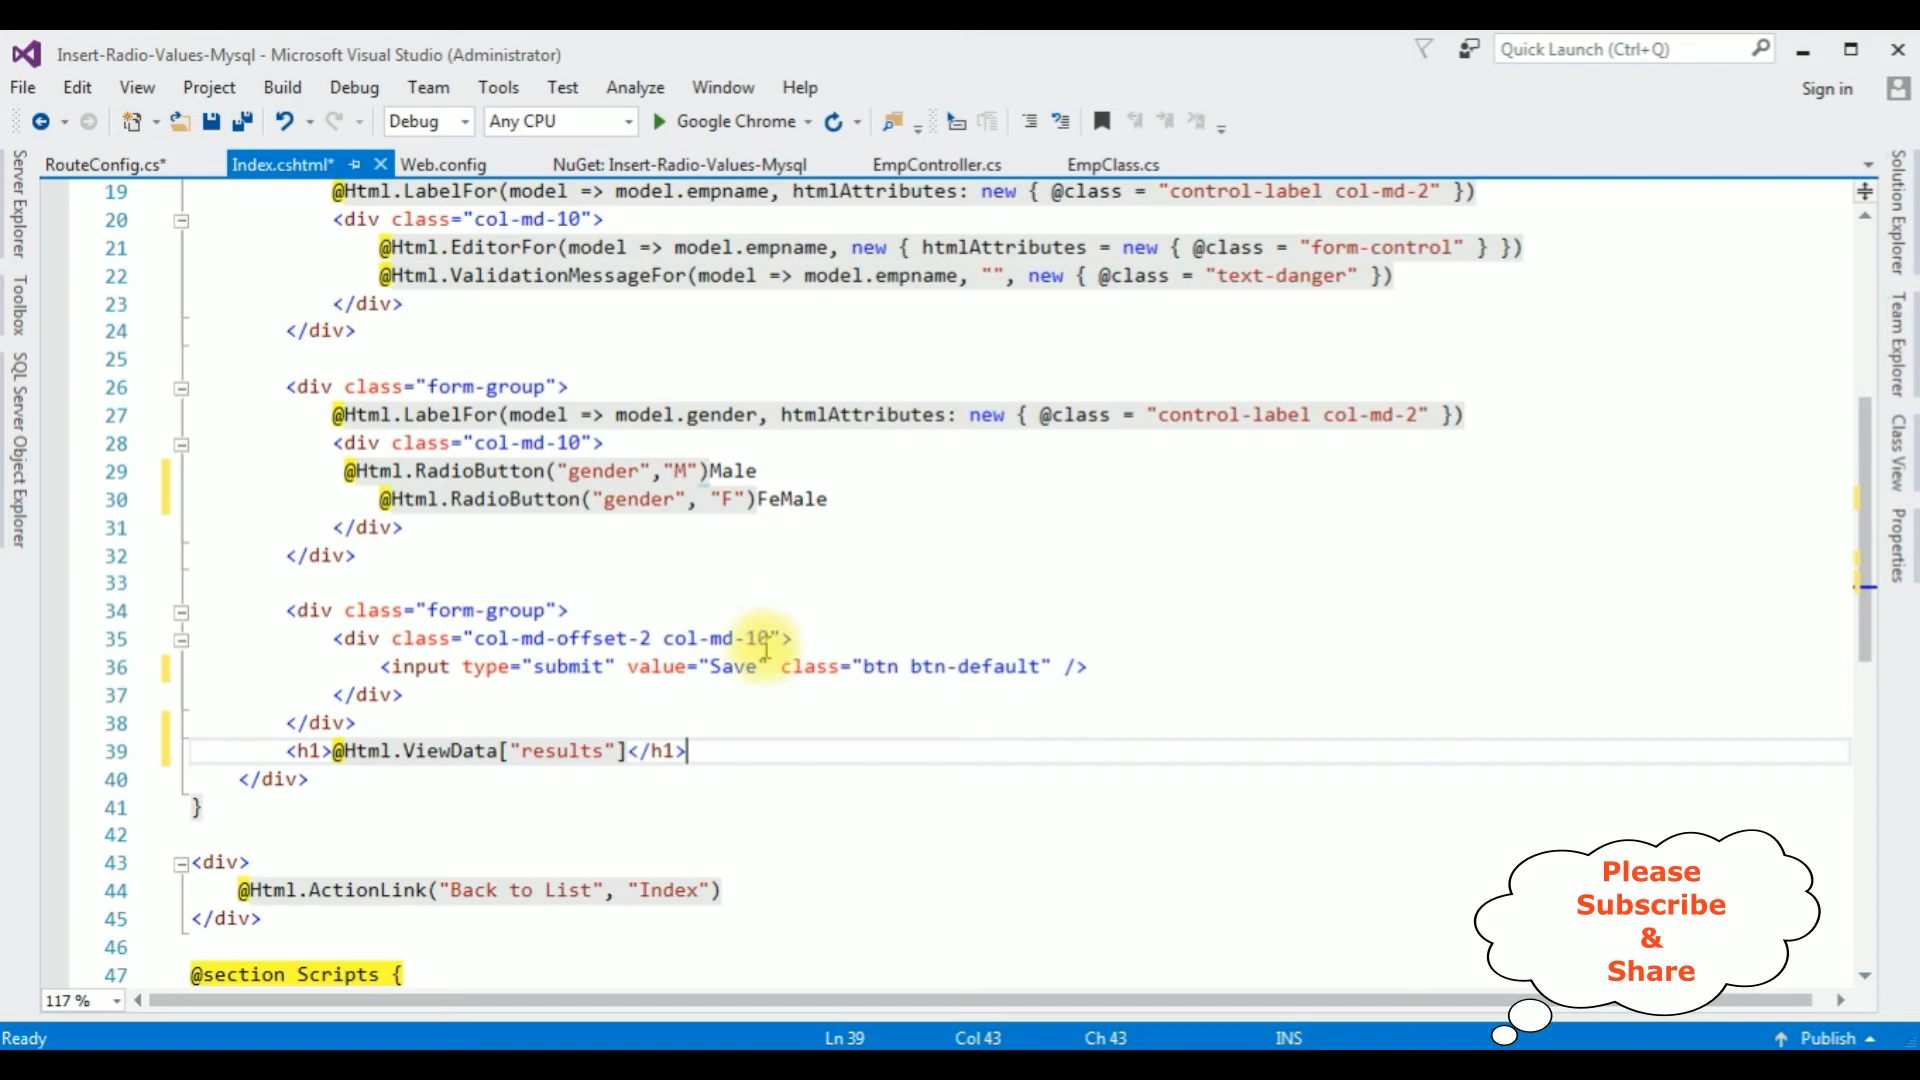 Insert-Radio-Values-Mysql - Microsoft Visual Studio (Administrator)
Quick Launch (Ctrl+Q)
File Edit View Project Build Debug Team Tools Test Analyze Window Help
Sign in
Debug Any CPU Google Chrome
RouteConfig.cs* Index.cshtml* Web.config NuGet: Insert-Radio-Values-Mysql EmpController.cs EmpClass.cs
Server Explorer
Toolbox
SQL Server Object Explorer
19 @Html.LabelFor(model => model.empname, htmlAttributes: new { @class = "control-label col-md-2" })
20 <div class="col-md-10">
21 @Html.EditorFor(model => model.empname, new { htmlAttributes = new { @class = "form-control" } })
22 @Html.ValidationMessageFor(model => model.empname, "", new { @class = "text-danger" })
23 </div>
24 </div>
25
26 <div class="form-group">
27 @Html.LabelFor(model => model.gender, htmlAttributes: new { @class = "control-label col-md-2" })
28 <div class="col-md-10">
29 @Html.RadioButton("gender","M")Male
30 @Html.RadioButton("gender", "F")FeMale
31 </div>
32 </div>
33
34 <div class="form-group">
35 <div class="col-md-offset-2 col-md-10">
36 <input type="submit" value="Save" class="btn btn-default" />
37 </div>
38 </div>
39 <h1>@Html.ViewData["results"]</h1>
40 </div>
41 }
42
43 <div>
44 @Html.ActionLink("Back to List", "Index")
45 </div>
46
47 @section Scripts {
Solution Explorer
Team Explorer
Class View
Properties
Please
Subscribe
&
Share
117 %
Ready Ln 39 Col 43 Ch 43 INS Publish